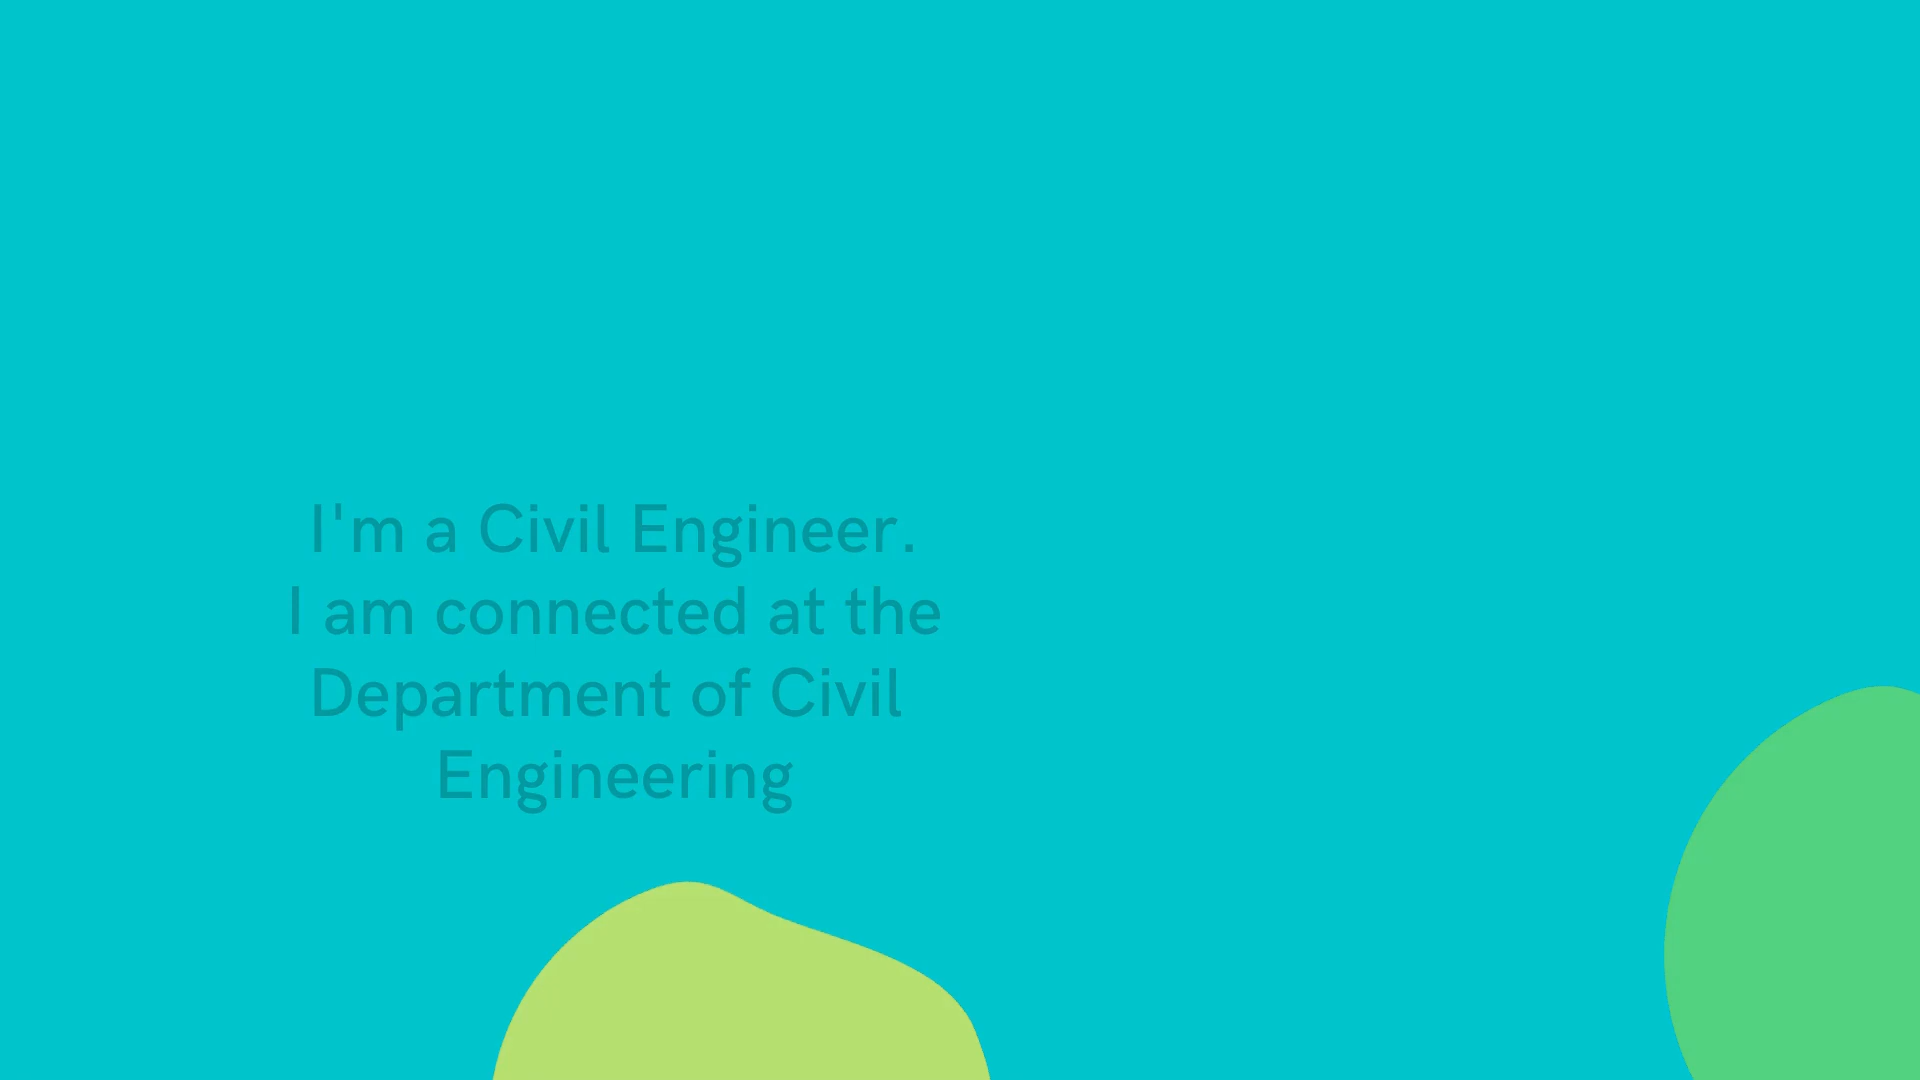 I'm a Civil Engineer.
I am connected at the
Department of Civil
Engineering